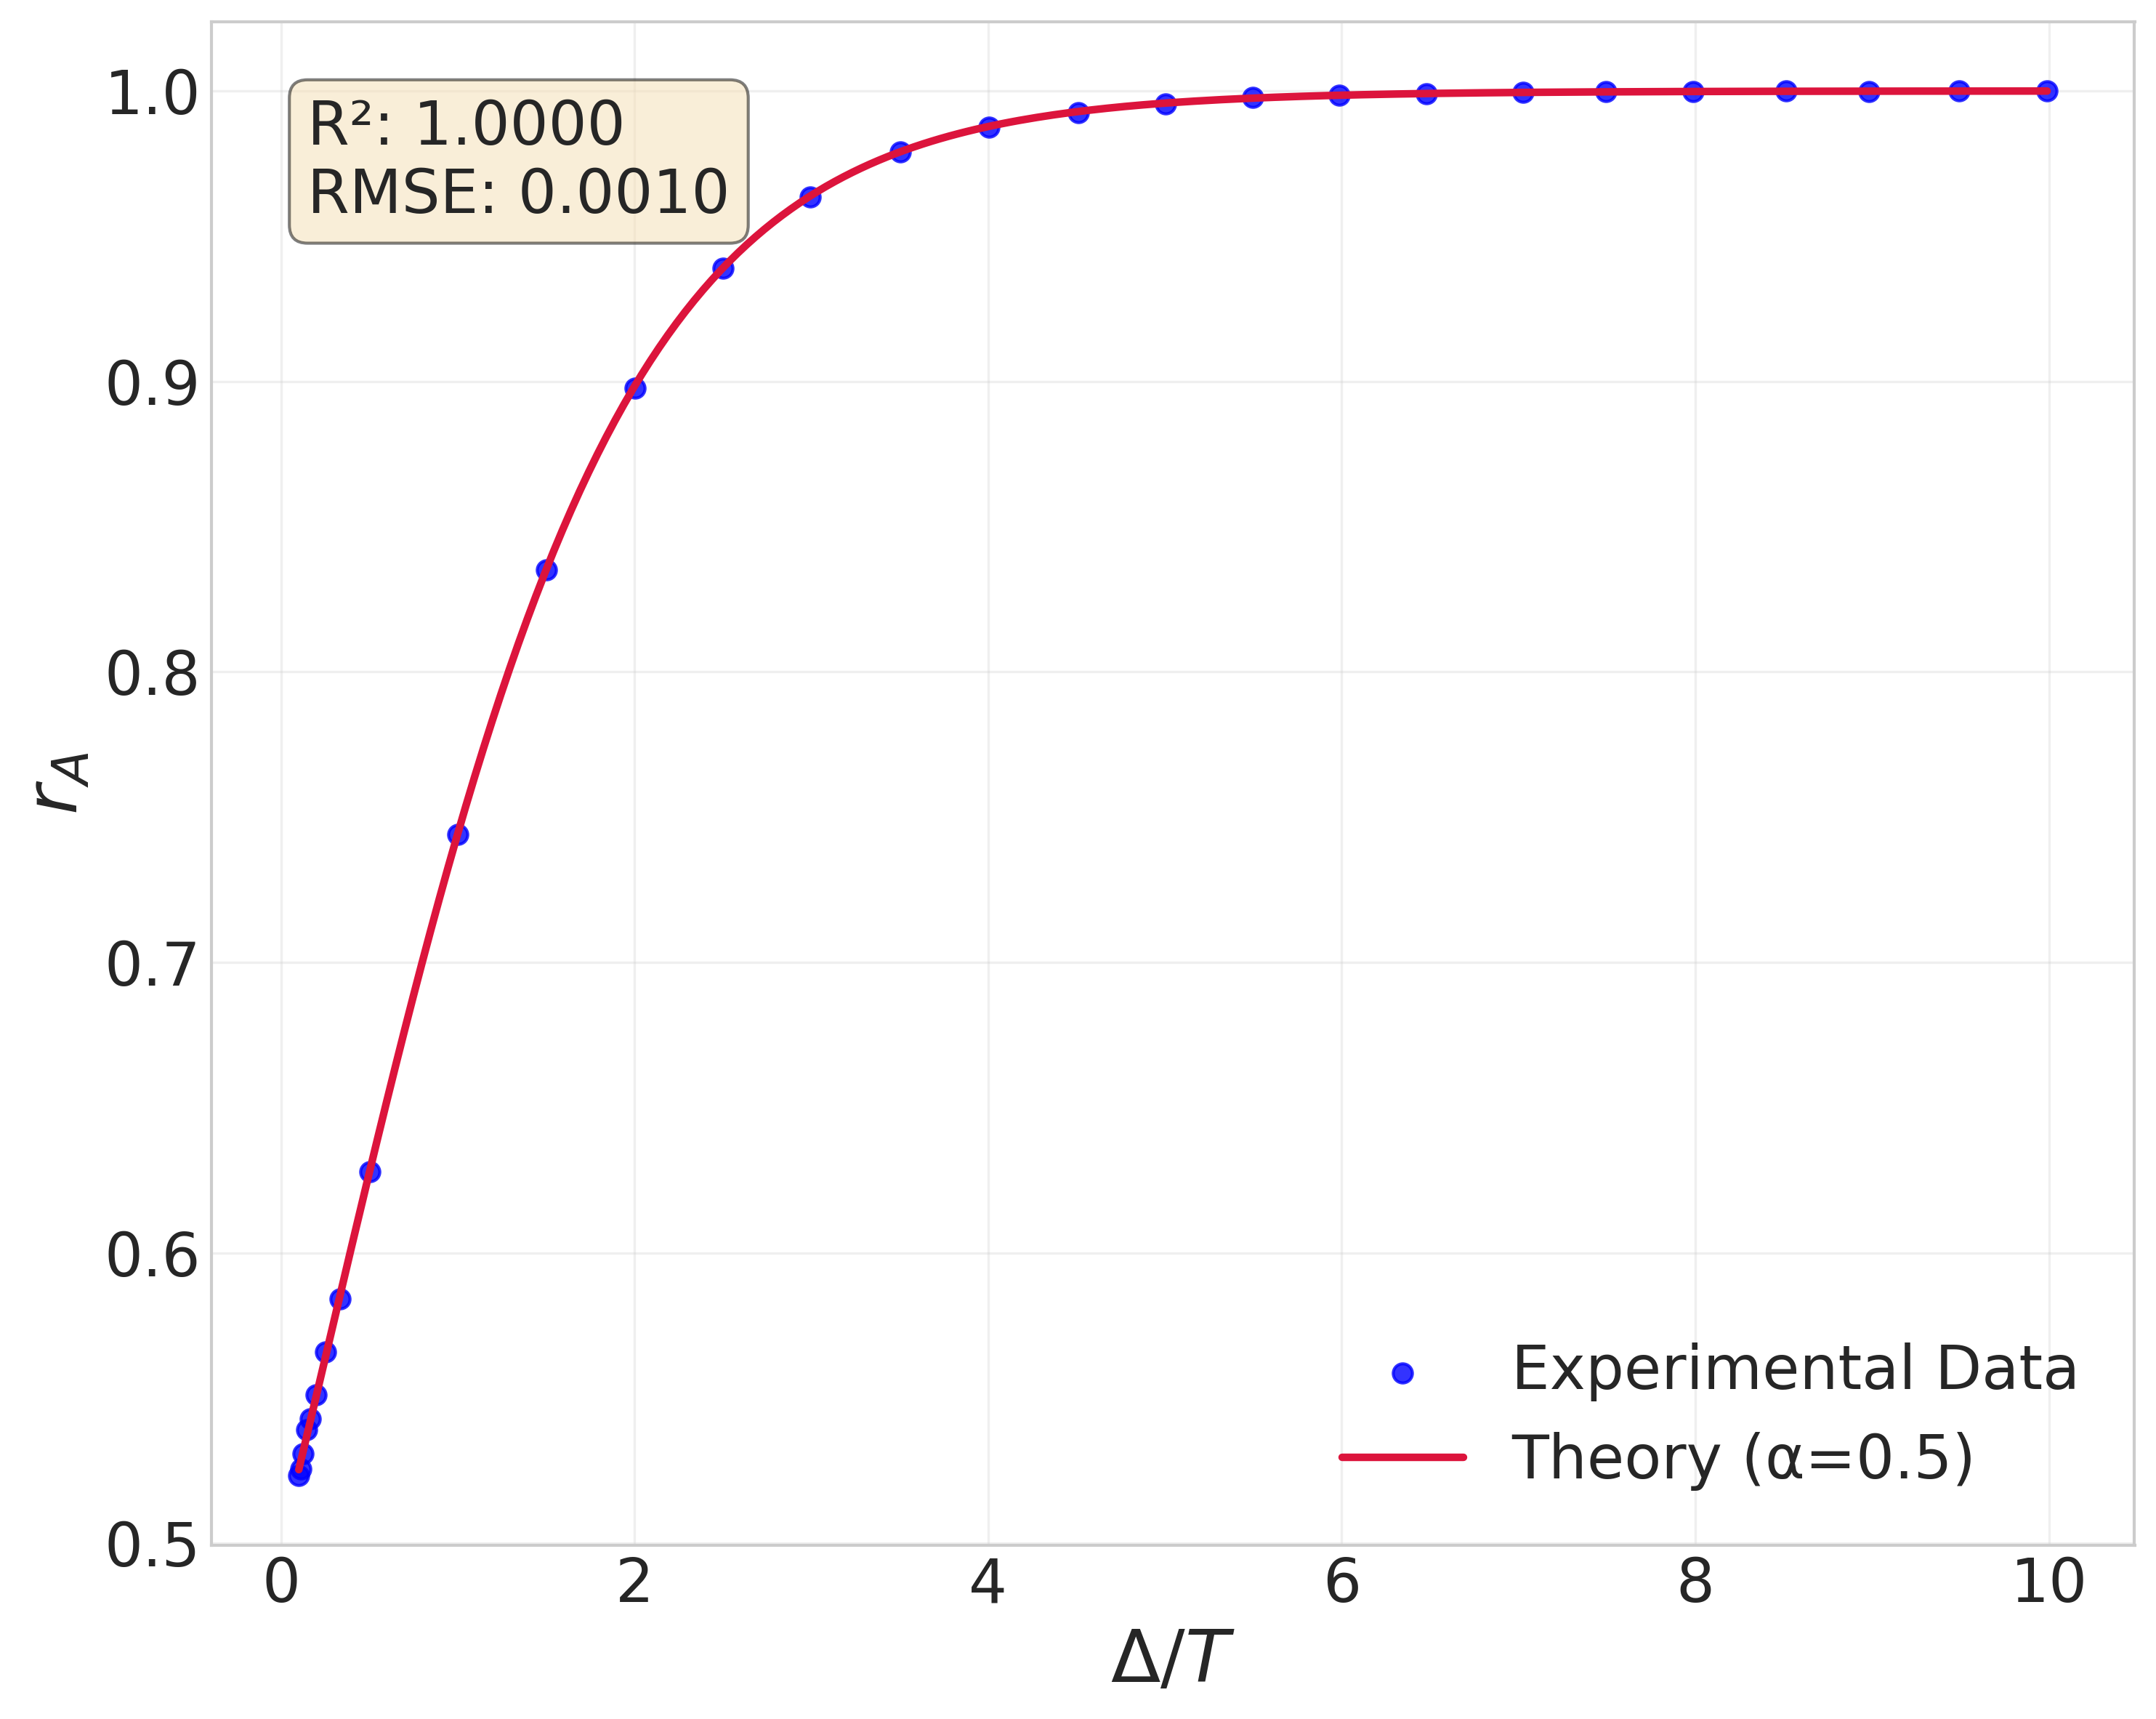 R²: 1.0000
RMSE: 0.0010
1.0
0.9
0.8
0.7
0.6
0.5
r_A
0 2 4 6 8 10
Δ/T
Experimental Data
Theory (α=0.5)